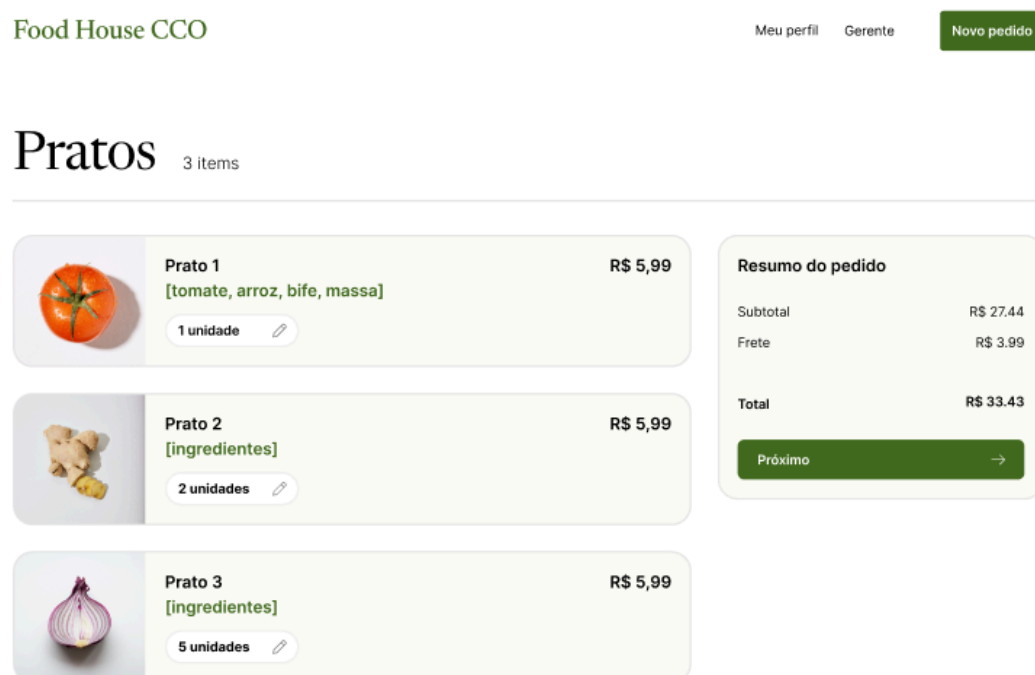 Food House CCO
Meu perfil
Gerente
Novo pedido
Pratos
3 items
Prato 1
R$ 5,99
[tomate, arroz, bife, massa]
1 unidade
Prato 2
R$ 5,99
[ingredientes]
2 unidades
Prato 3
R$ 5,99
[ingredientes]
5 unidades
Resumo do pedido
Subtotal
R$ 27.44
Frete
R$ 3.99
Total
R$ 33.43
Próximo